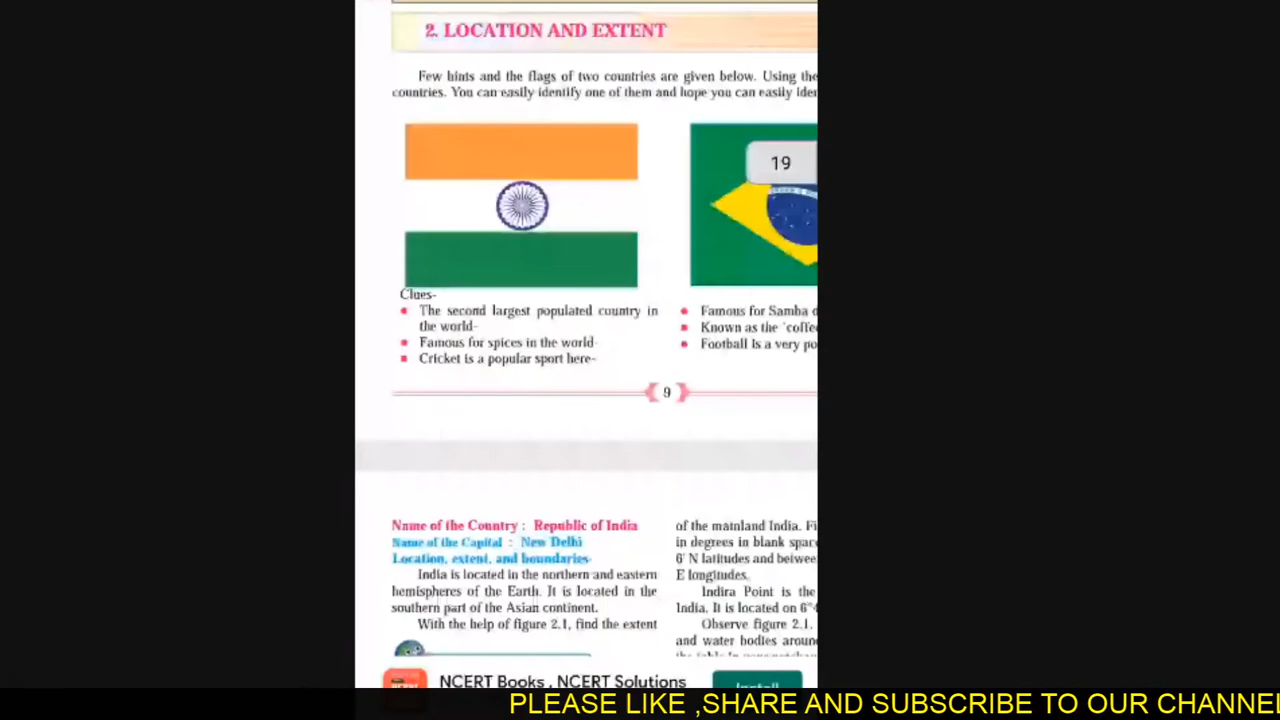 2. LOCATION AND EXTENT
Few hints and the flags of two countries are given below. Using the
countries. You can easily identify one of them and hope you can easily
19
Clues-
The second largest populated country in
the world-
Famous for spices in the world-
Cricket is a popular sport here-
Famous for Samba
Known as the
Football is a very
9
Name of the Country : Republic of India
Name of the Capital : New Delhi
Location, extent, and boundaries-
India is located in the northern and eastern
hemispheres of the Earth. It is located in the
southern part of the Asian continent.
With the help of figure 2.1, find the extent
of the mainland India.
in degrees in blank
6° N latitudes and between
E longitudes.
Indira Point is the
India. It is located on
Observe figure 2.1.
and water bodies
NCERT Books , NCERT Solutions
Install
PLEASE LIKE ,SHARE AND SUBSCRIBE TO OUR CHANNEL